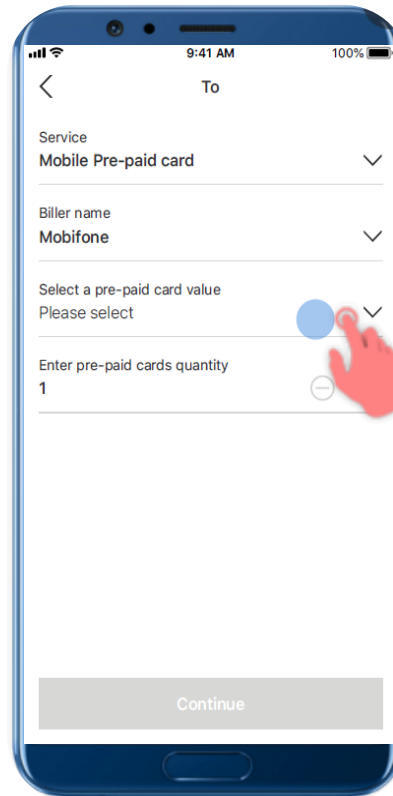 9:41 AM
100%
To
Service
Mobile Pre-paid card
Biller name
Mobifone
Select a pre-paid card value
Please select
Enter pre-paid cards quantity
1
Continue